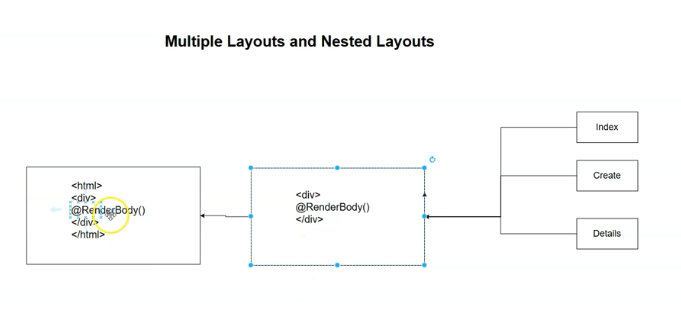 Multiple Layouts and Nested Layouts
<html>
<div>
@RenderBody()
</div>
</html>
<div>
@RenderBody()
</div>
Index
Create
Details